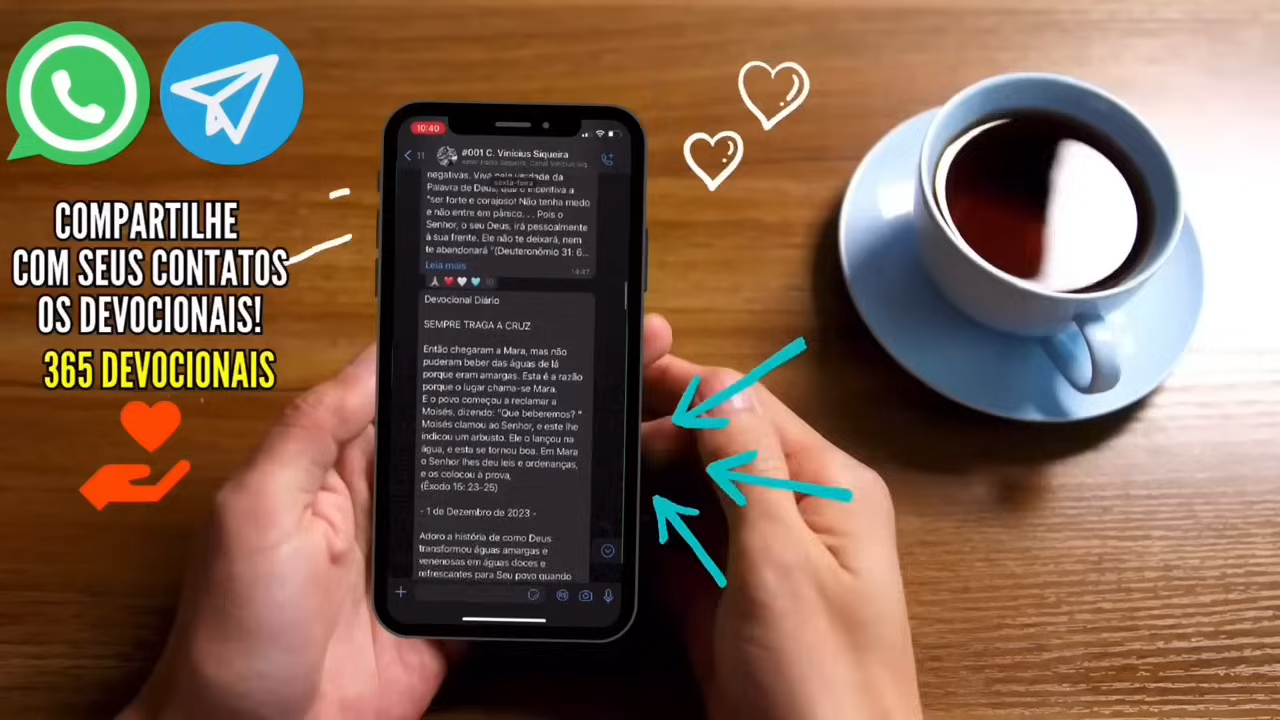 COMPARTILHE
COM SEUS CONTATOS
OS DEVOCIONAIS!
365 DEVOCIONAIS
10:40
11
#001 C. Vinícius Siqueira
negativas. Viva pela verdade da
sexta-feira
Palavra de Deus, que o incentiva a
"ser forte e corajoso! Não tenha medo
e não entre em pânico. . . Pois o
Senhor, o seu Deus, irá pessoalmente
à sua frente. Ele não te deixará, nem
te abandonará "(Deuteronômio 31: 6...
Leia mais
14:47
10
Devocional Diário
SEMPRE TRAGA A CRUZ
Então chegaram a Mara, mas não
puderam beber das águas de lá
porque eram amargas. Esta é a razão
porque o lugar chama-se Mara.
E o povo começou a reclamar a
Moisés, dizendo: "Que beberemos? "
Moisés clamou ao Senhor, e este lhe
indicou um arbusto. Ele o lançou na
água, e esta se tornou boa. Em Mara
o Senhor lhes deu leis e ordenanças,
e os colocou à prova,
(Êxodo 15: 23-25)
- 1 de Dezembro de 2023 -
Adoro a história de como Deus
transformou águas amargas e
venenosas em águas doces e
refrescantes para Seu povo quando